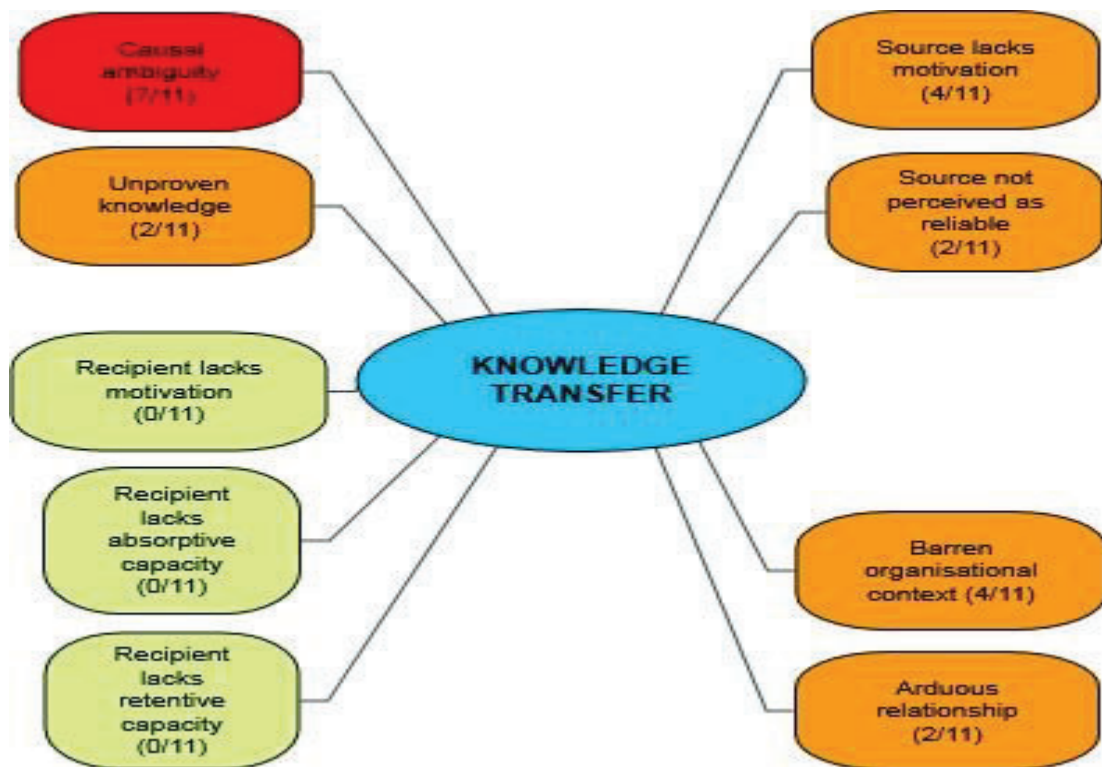 Causal
ambiguity
(7/11)
Unproven
knowledge
(2/11)
Recipient lacks
motivation
(0/11)
Recipient
lacks
absorptive
capacity
(0/11)
Recipient
lacks
retentive
capacity
(0/11)
KNOWLEDGE
TRANSFER
Source lacks
motivation
(4/11)
Source not
perceived as
reliable
(2/11)
Barren
organisational
context (4/11)
Arduous
relationship
(2/11)